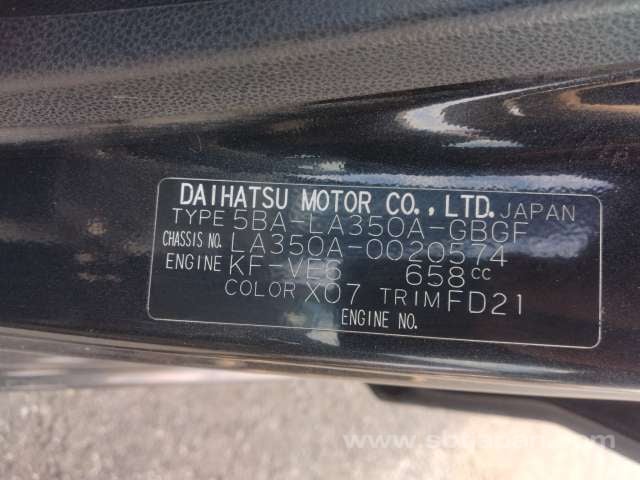 DAIHATSU MOTOR CO., LTD. JAPAN
TYPE 5BA-LA350A-GBGF
CHASSIS NO. LA350A-0020574
ENGINE KF-VE6 658cc
COLOR X07 TRIM FD21
ENGINE NO.